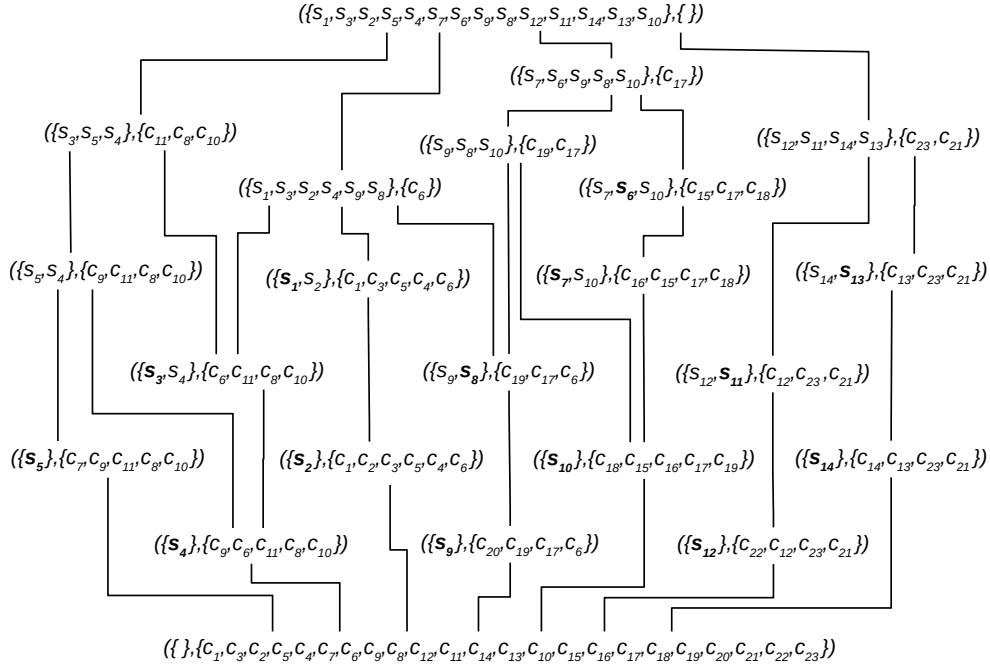 ({s₁,s₃,s₂,s₅,s₄,s₇,s₆,s₉,s₈,s₁₂,s₁₁,s₁₄,s₁₃,s₁₀},{ })
({s₇,s₆,s₉,s₈,s₁₀},{c₁₇})
({s₃,s₅,s₄},{c₁₁,c₈,c₁₀})
({s₉,s₈,s₁₀},{c₁₉,c₁₇})
({s₁₂,s₁₁,s₁₄,s₁₃},{c₂₃,c₂₁})
({s₁,s₃,s₂,s₄,s₉,s₈},{c₆})
({s₇,s₆,s₁₀},{c₁₅,c₁₇,c₁₈})
({s₅,s₄},{c₉,c₁₁,c₈,c₁₀})
({s₁,s₂},{c₁,c₃,c₅,c₄,c₆})
({s₇,s₁₀},{c₁₆,c₁₅,c₁₇,c₁₈})
({s₁₄,s₁₃},{c₁₃,c₂₃,c₂₁})
({s₃,s₄},{c₆,c₁₁,c₈,c₁₀})
({s₉,s₈},{c₁₉,c₁₇,c₆})
({s₁₂,s₁₁},{c₁₂,c₂₃,c₂₁})
({s₅},{c₇,c₉,c₁₁,c₈,c₁₀})
({s₂},{c₁,c₂,c₃,c₅,c₄,c₆})
({s₁₀},{c₁₈,c₁₅,c₁₆,c₁₇,c₁₉})
({s₁₄},{c₁₄,c₁₃,c₂₃,c₂₁})
({s₄},{c₉,c₆,c₁₁,c₈,c₁₀})
({s₉},{c₂₀,c₁₉,c₁₇,c₆})
({s₁₂},{c₂₂,c₁₂,c₂₃,c₂₁})
({ },{c₁,c₃,c₂,c₅,c₄,c₇,c₆,c₉,c₈,c₁₂,c₁₁,c₁₄,c₁₃,c₁₀,c₁₅,c₁₆,c₁₇,c₁₈,c₁₉,c₂₀,c₂₁,c₂₂,c₂₃})